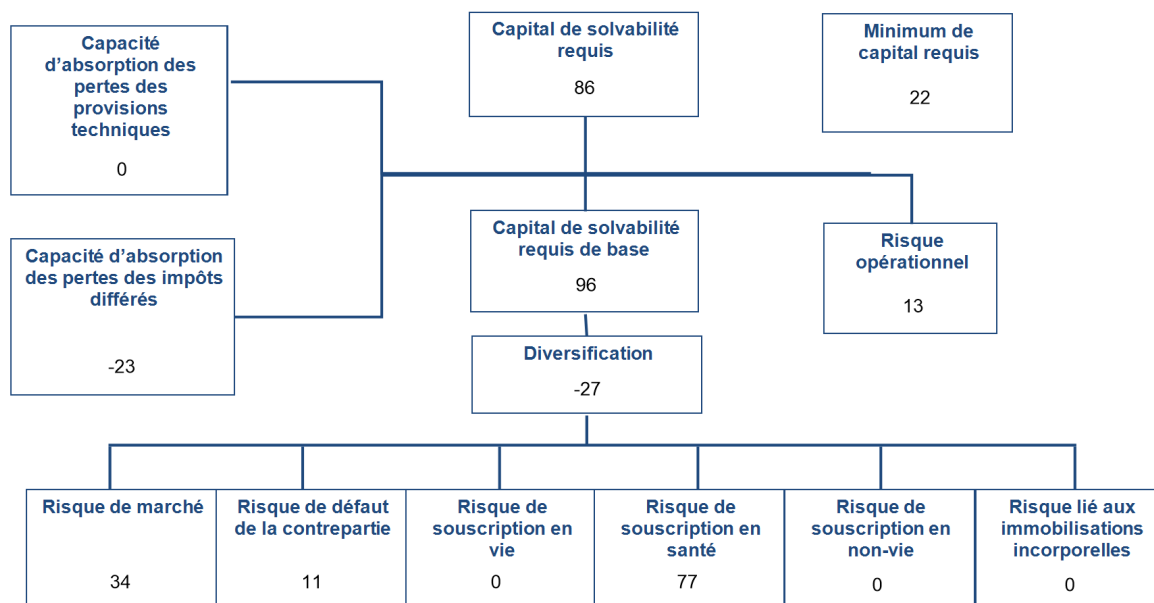 Capacité
d'absorption des
pertes des
provisions
techniques
0
Capital de solvabilité
requis
86
Minimum de
capital requis
22
Capacité d'absorption
des pertes des impôts
différés
-23
Capital de solvabilité
requis de base
96
Risque
opérationnel
13
Diversification
-27
Risque de marché
34
Risque de défaut
de la contrepartie
11
Risque de
souscription en
vie
0
Risque de
souscription en
santé
77
Risque de
souscription en
non-vie
0
Risque lié aux
immobilisations
incorporelles
0